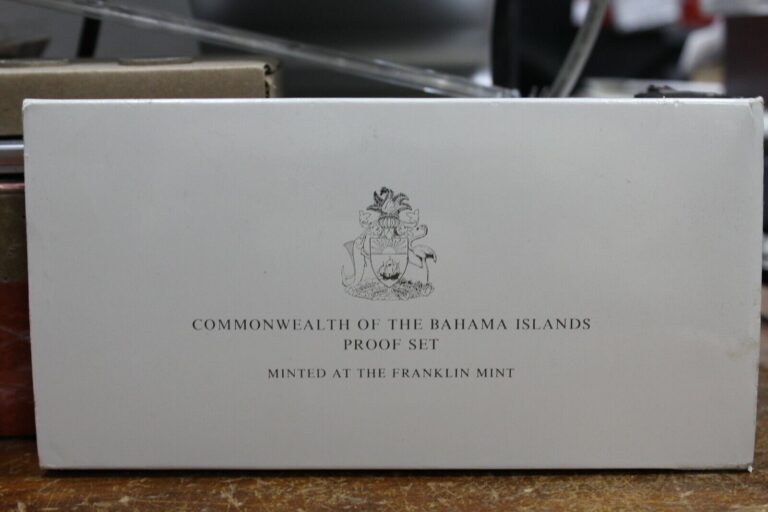 COMMONWEALTH OF THE BAHAMA ISLANDS
PROOF SET
MINTED AT THE FRANKLIN MINT